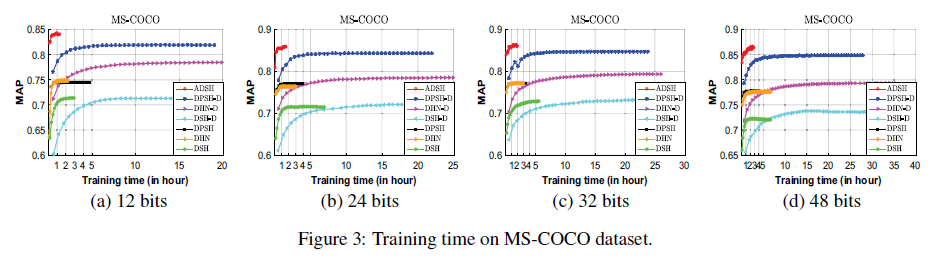 MS-COCO
MAP
0.85
0.8
0.75
0.7
0.65
0.6
ADSH
DPSH-D
DHN-D
DSH-D
DPSH
DHN
DSH
1 2 3 4 5 10 15 20
Training time (in hour)
(a) 12 bits
MS-COCO
MAP
0.9
0.8
0.7
0.6
ADSH
DPSH-D
DHN-D
DSH-D
DPSH
DHN
DSH
1 2 3 4 5 10 15 20 25
Training time (in hour)
(b) 24 bits
MS-COCO
MAP
0.9
0.8
0.7
0.6
ADSH
DPSH-D
DHN-D
DSH-D
DPSH
DHN
DSH
1 2 3 4 5 10 15 20 25 30
Training time (in hour)
(c) 32 bits
MS-COCO
MAP
0.9
0.85
0.8
0.75
0.7
0.65
ADSH
DPSH-D
DHN-D
DSH-D
DPSH
DHN
DSH
12345 10 15 20 25 30 35 40
Training time (in hour)
(d) 48 bits
Figure 3: Training time on MS-COCO dataset.